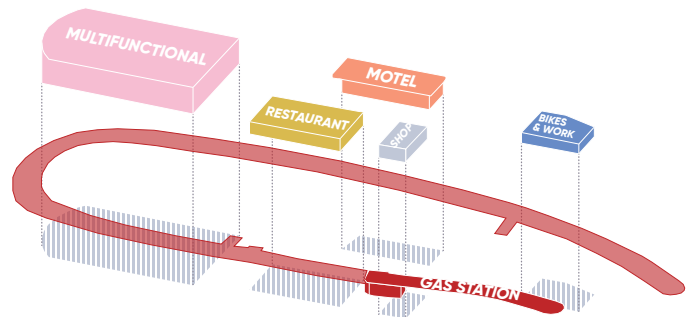 MULTIFUNCTIONAL
MOTEL
RESTAURANT
SHOP
BIKES
& WORK
GAS STATION